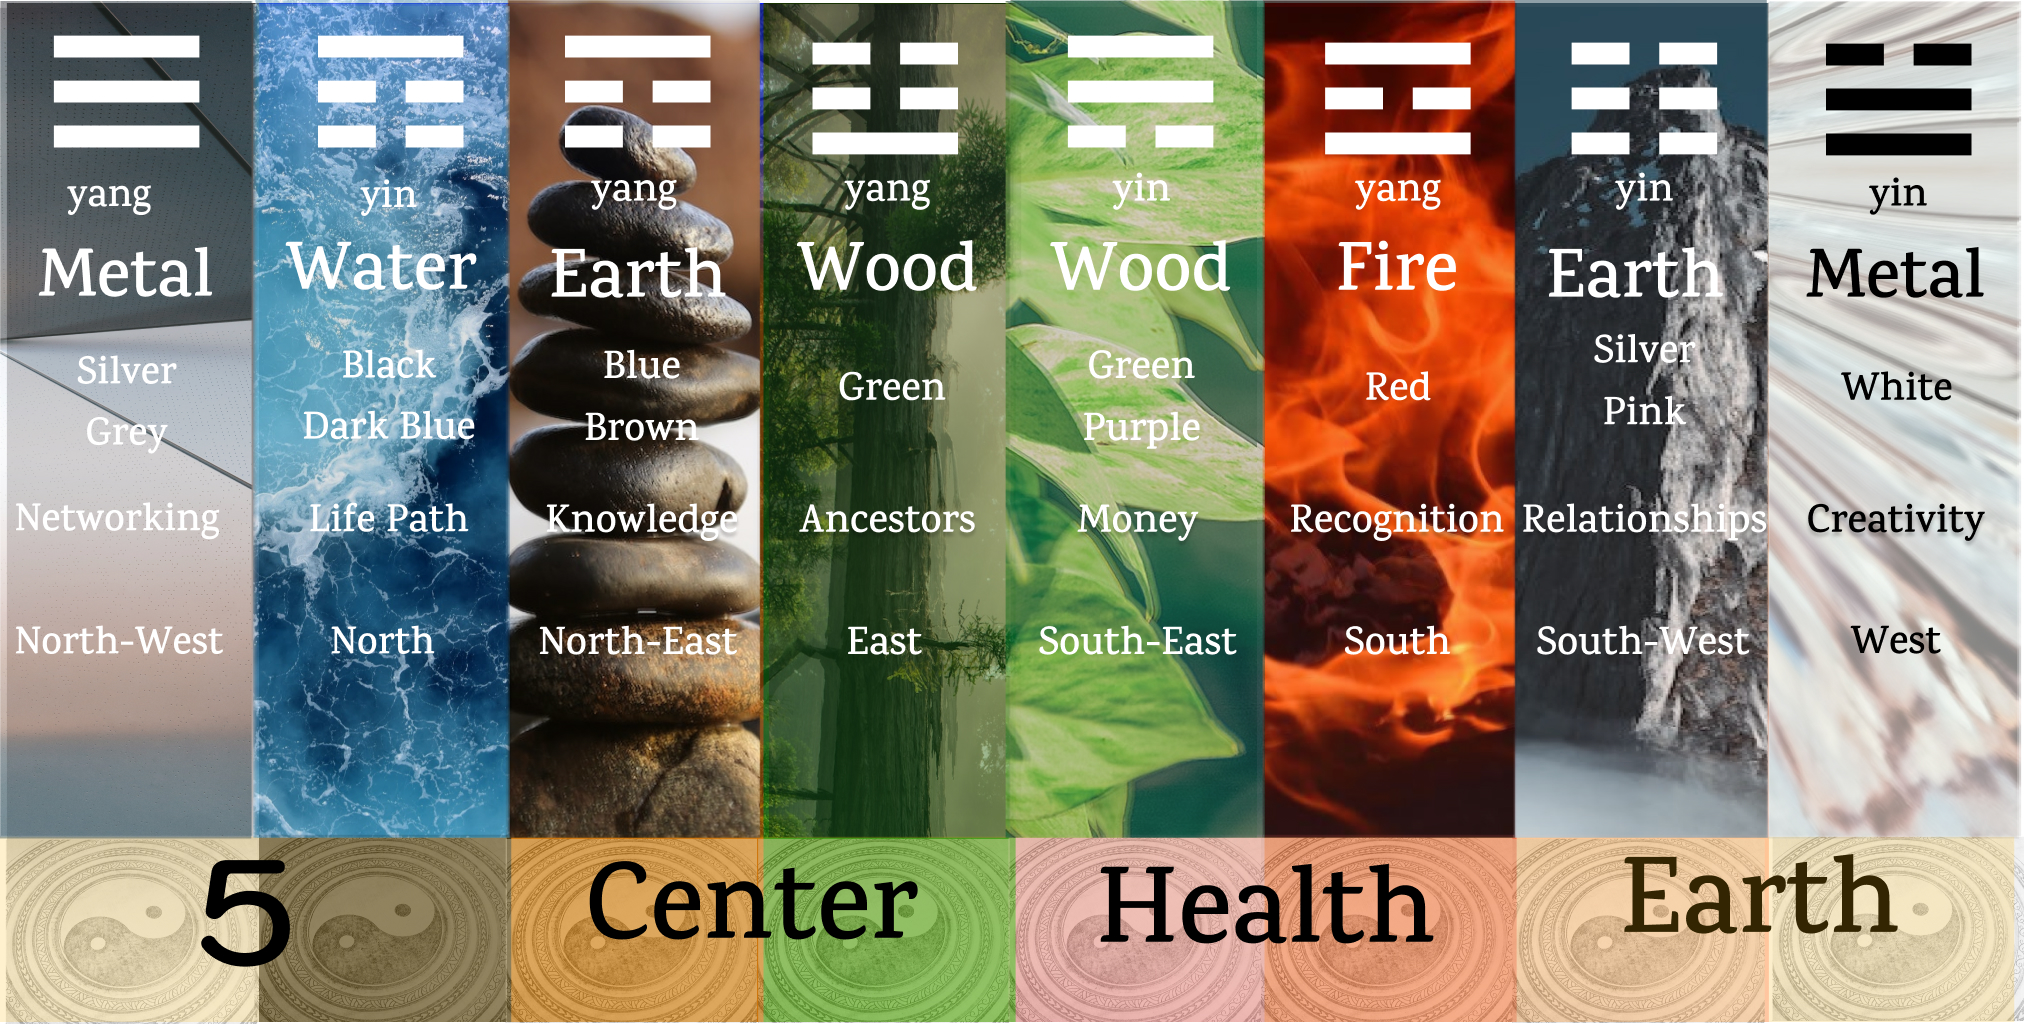 yang
Metal
Silver
Grey
Networking
North-West
yin
Water
Black
Dark Blue
Life Path
North
yang
Earth
Blue
Brown
Knowledge
North-East
yang
Wood
Green
Ancestors
East
yin
Wood
Green
Purple
Money
South-East
yang
Fire
Red
Recognition
South
yin
Earth
Silver
Pink
Relationships
South-West
yin
Metal
White
Creativity
West
5 Center Health Earth